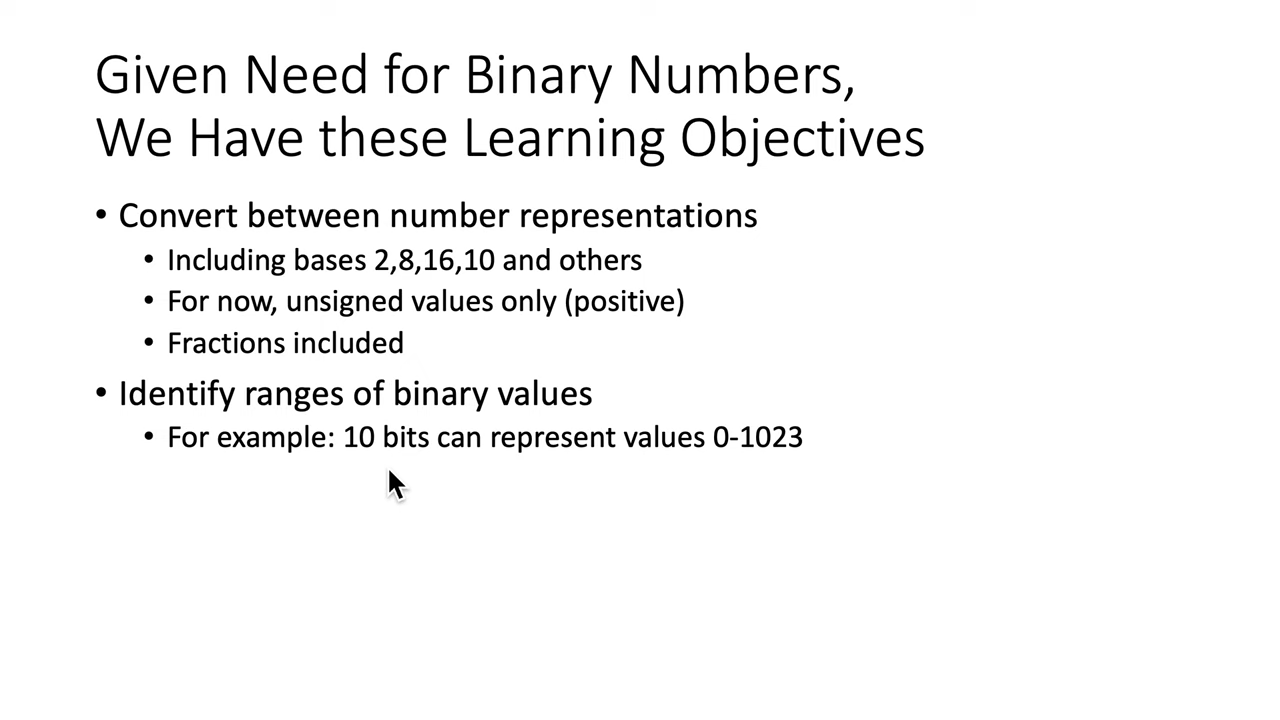 Given Need for Binary Numbers,
We Have these Learning Objectives
• Convert between number representations
• Including bases 2,8,16,10 and others
• For now, unsigned values only (positive)
• Fractions included
• Identify ranges of binary values
• For example: 10 bits can represent values 0-1023